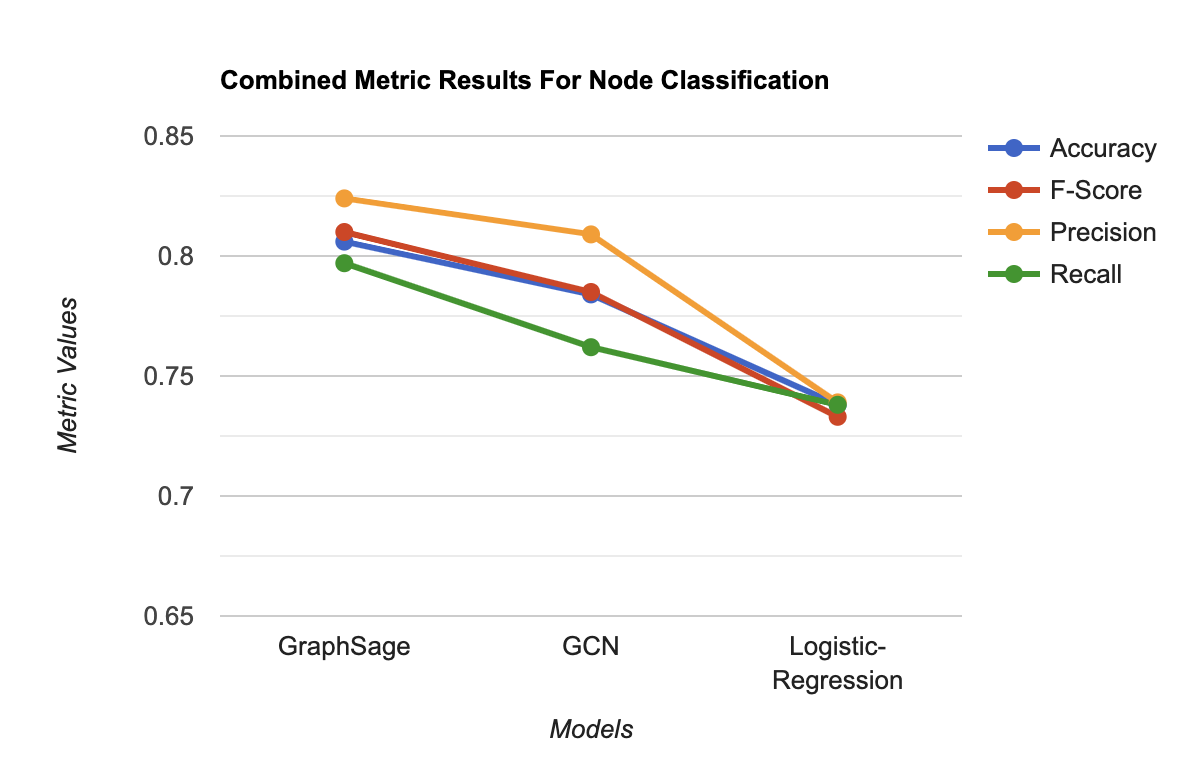 Combined Metric Results For Node Classification
0.85
0.8
0.75
0.7
0.65
Metric Values
GraphSage
GCN
Logistic-
Regression
Models
Accuracy
F-Score
Precision
Recall